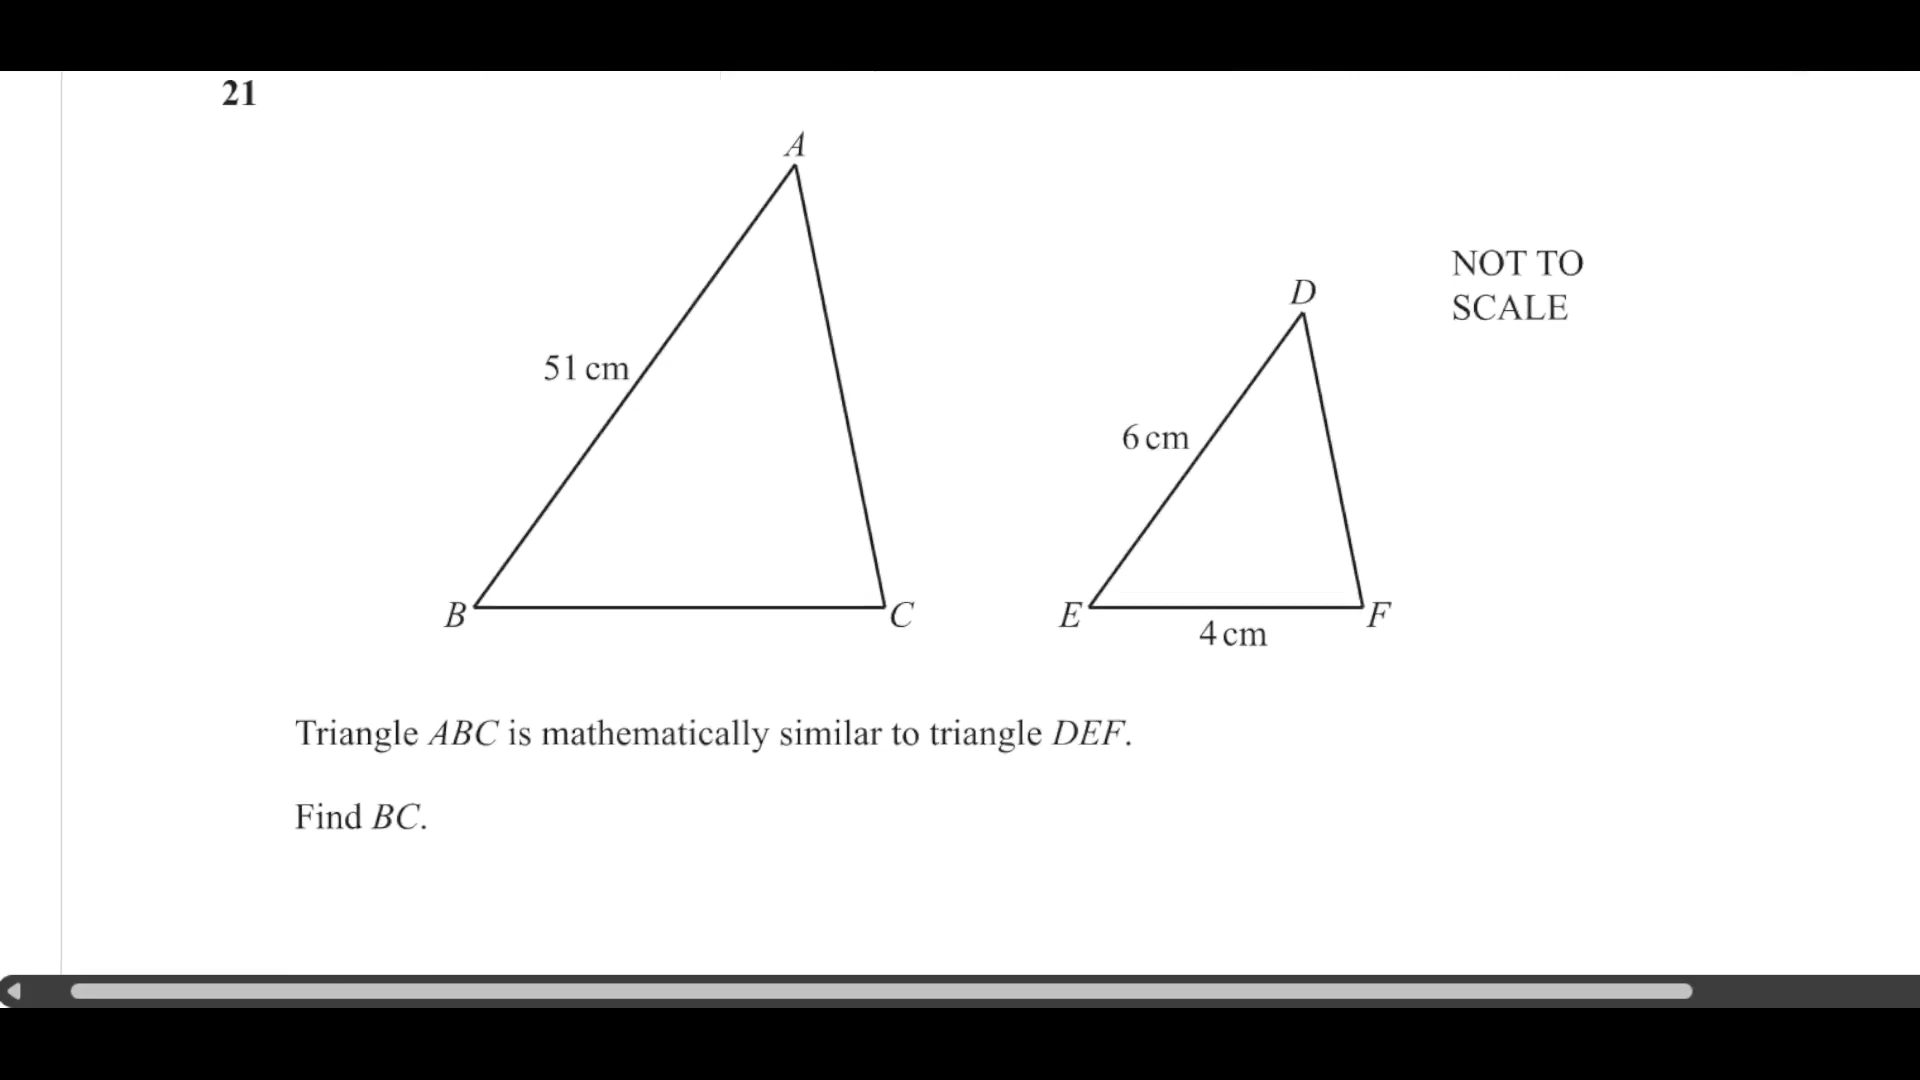 21
A
NOT TO
SCALE
D
51 cm
6 cm
B
C
E
F
4 cm
Triangle ABC is mathematically similar to triangle DEF.
Find BC.